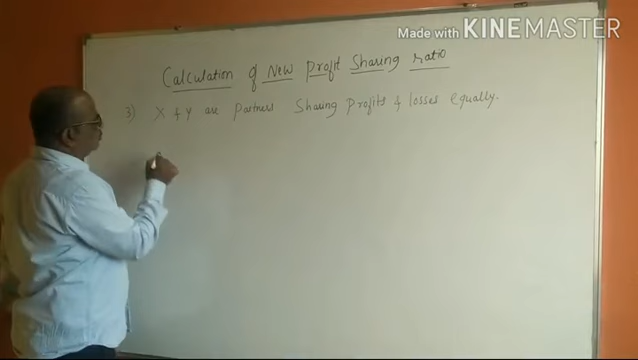 Made with KINEMASTER
Calculation of New Profit Sharing ratio
3) X & Y are Partners Sharing Profits & losses equally.